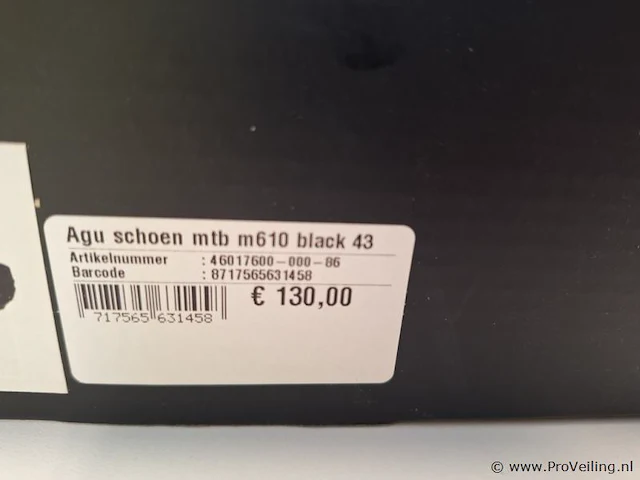 Agu schoen mtb m610 black 43
Artikelnummer : 46017600-000-86
Barcode : 8717565631458
€ 130,00
717565 631458
© www.ProVeiling.nl